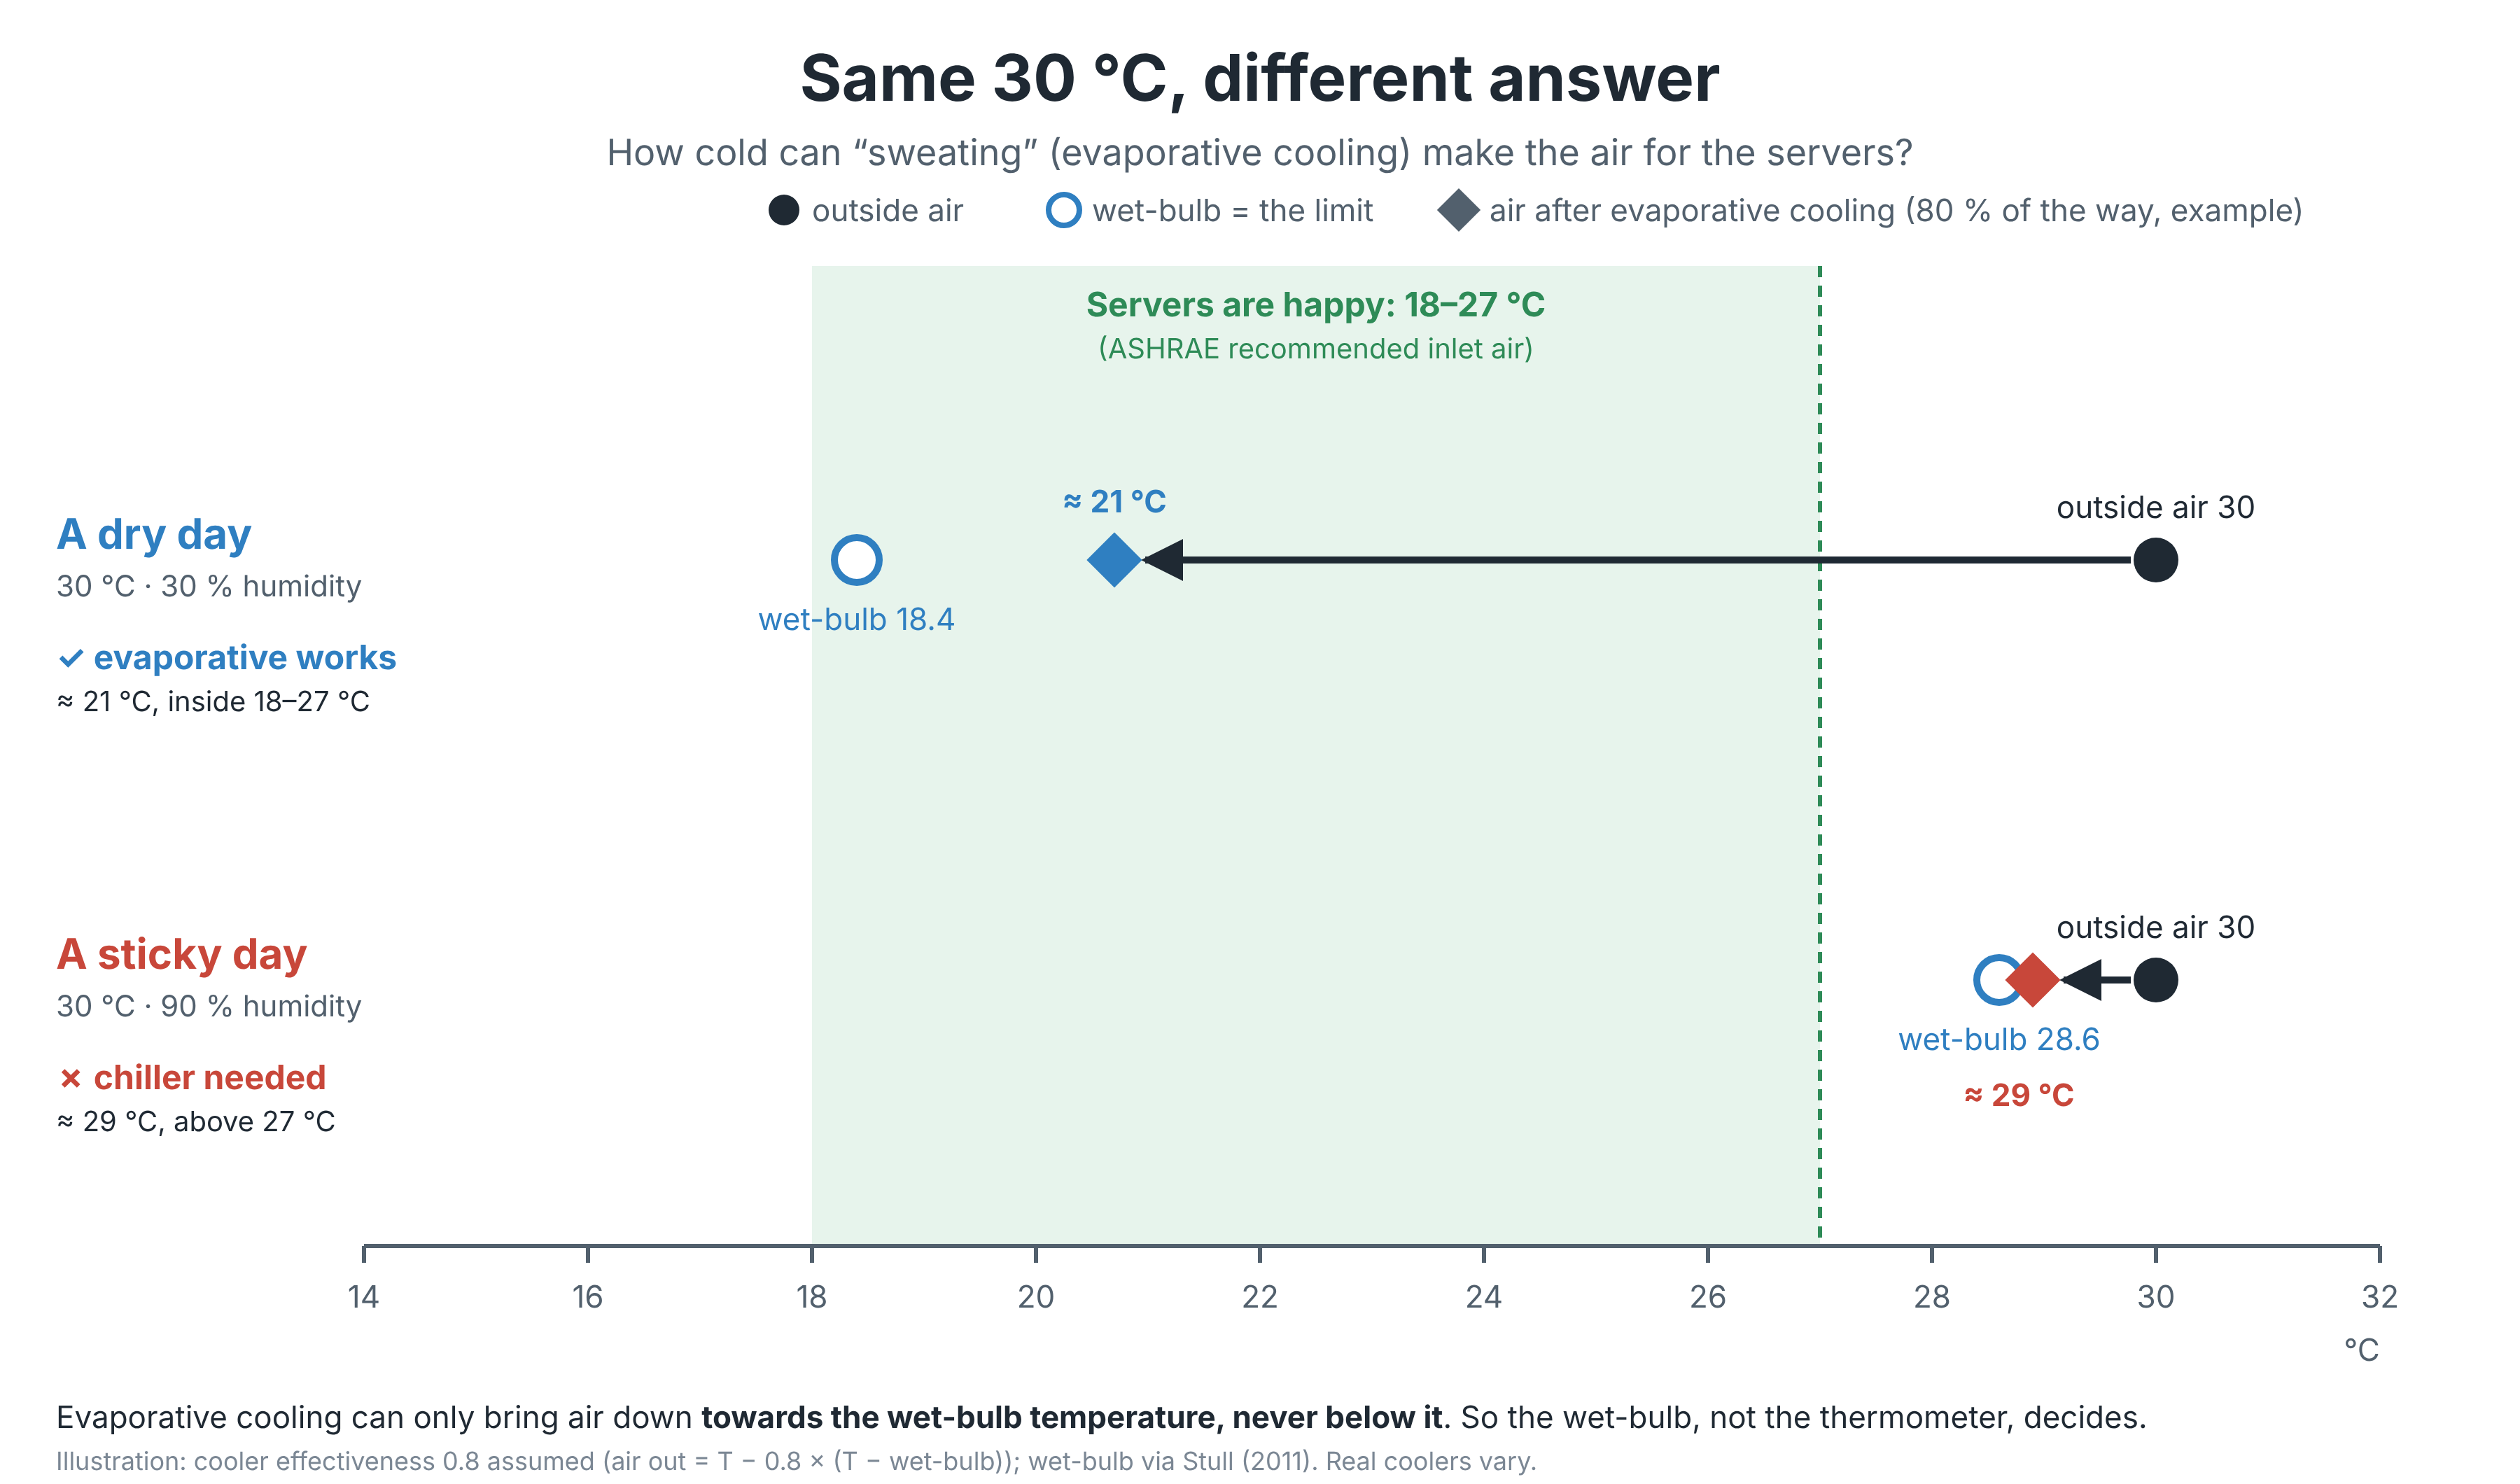 Same 30 °C, different answer
How cold can “sweating” (evaporative cooling) make the air for the servers?
outside air
wet-bulb = the limit
air after evaporative cooling (80 % of the way, example)
Servers are happy: 18–27 °C
(ASHRAE recommended inlet air)
≈ 21 °C
outside air 30
A dry day
30 °C · 30 % humidity
wet-bulb 18.4
✓ evaporative works
≈ 21 °C, inside 18–27 °C
outside air 30
A sticky day
30 °C · 90 % humidity
wet-bulb 28.6
✕ chiller needed
≈ 29 °C
≈ 29 °C, above 27 °C
14 16 18 20 22 24 26 28 30 32
°C
Evaporative cooling can only bring air down towards the wet-bulb temperature, never below it. So the wet-bulb, not the thermometer, decides.
Illustration: cooler effectiveness 0.8 assumed (air out = T − 0.8 × (T − wet-bulb)); wet-bulb via Stull (2011). Real coolers vary.